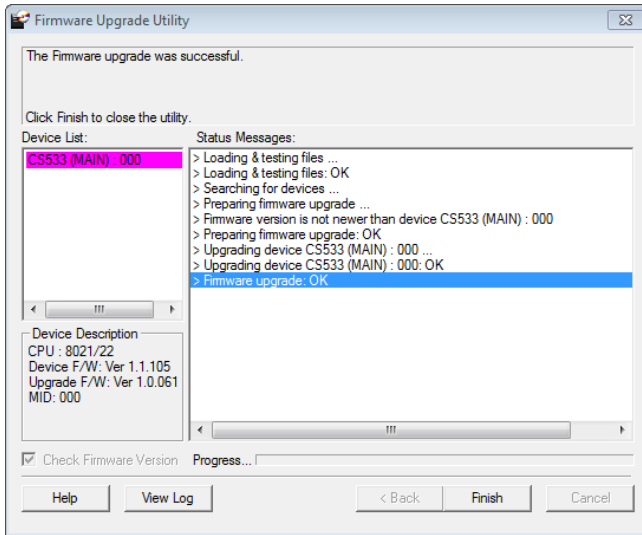 Firmware Upgrade Utility
The Firmware upgrade was successful.
Click Finish to close the utility.
Device List:
CS533 (MAN) : 000
Status Messages:
> Loading & testing files ...
> Loading & testing files: OK
> Searching for devices ...
> Preparing firmware upgrade ...
> Firmware version is not newer than device CS533 (MAIN) : 000
> Preparing firmware upgrade: OK
> Upgrading device CS533 (MAIN) : 000 ...
> Upgrading device CS533 (MAIN) : 000: OK
> Firmware upgrade: OK
Device Description
CPU : 8021/22
Device F/W: Ver 1.1.105
Upgrade F/W: Ver 1.0.061
MID: 000
Check Firmware Version
Progress...
Help
View Log
< Back
Finish
Cancel